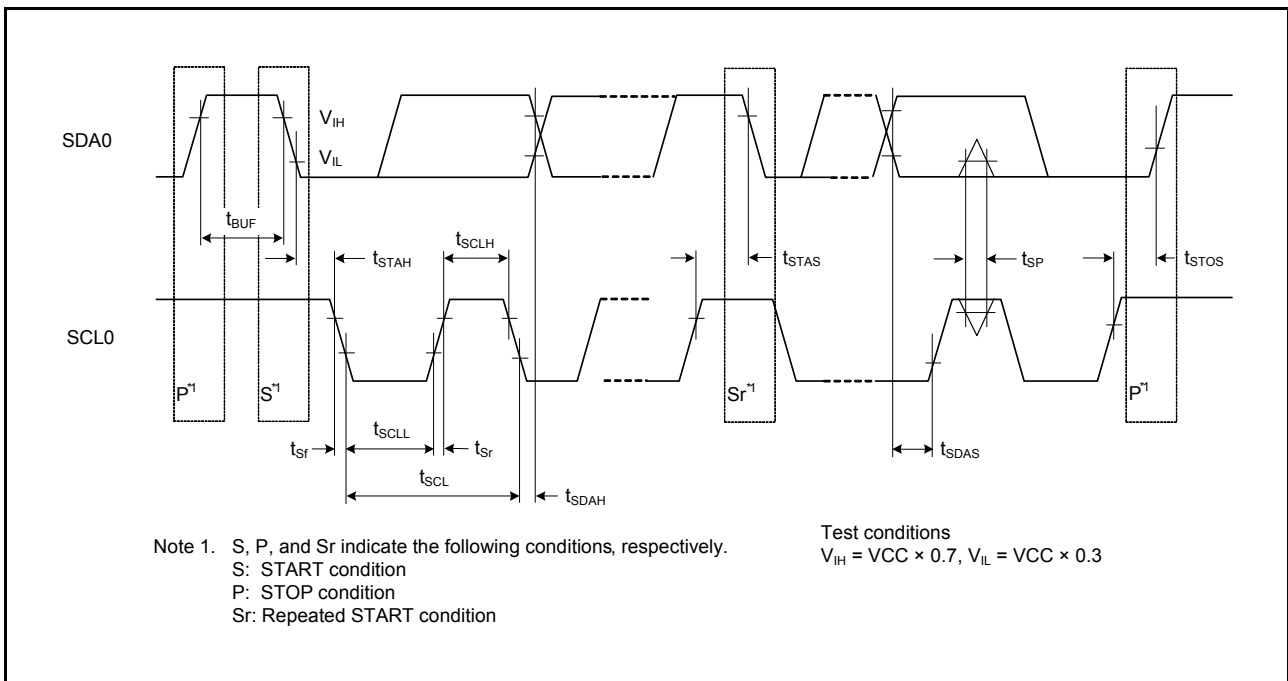 SDA0
V_IH
V_IL
t_BUF
t_STAH
t_SCLH
t_STAS
t_SP
t_STOS
SCL0
P*1
S*1
Sr*1
P*1
t_Sf
t_SCLL
t_Sr
t_SDAS
t_SCL
t_SDAH
Note 1. S, P, and Sr indicate the following conditions, respectively.
S: START condition
P: STOP condition
Sr: Repeated START condition
Test conditions
V_IH = VCC × 0.7, V_IL = VCC × 0.3